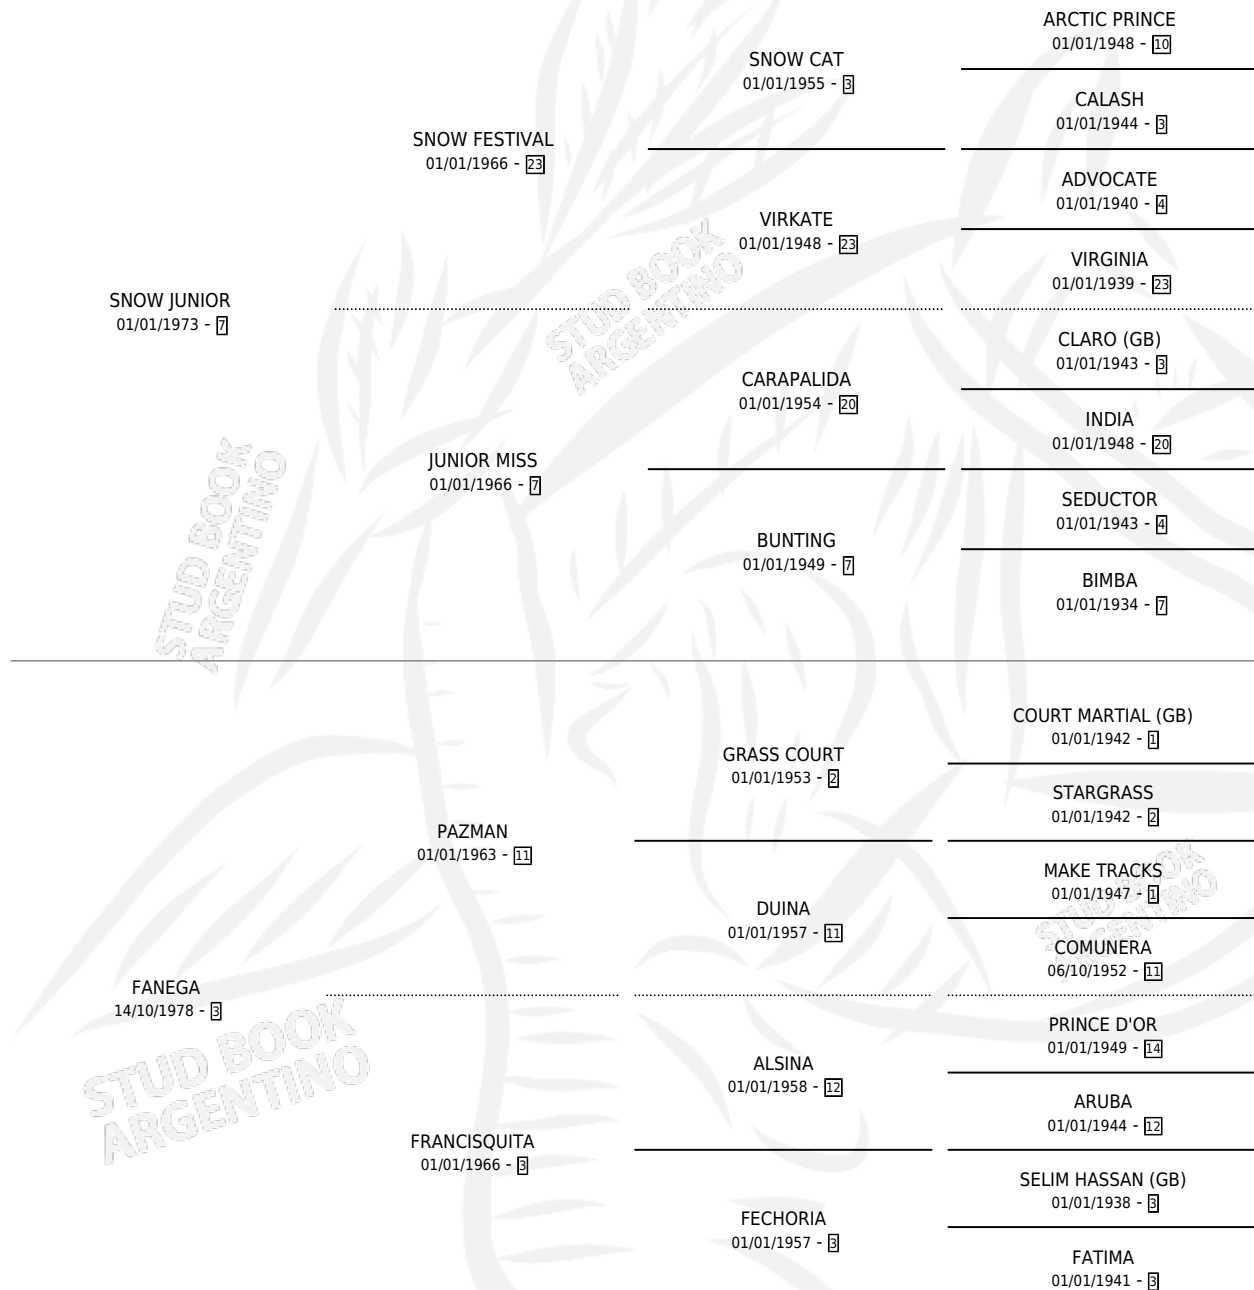 ARCTIC PRINCE
01/01/1948 - 10
SNOW CAT
01/01/1955 - 3
CALASH
01/01/1944 - 3
SNOW FESTIVAL
01/01/1966 - 23
ADVOCATE
01/01/1940 - 4
VIRKATE
01/01/1948 - 23
VIRGINIA
01/01/1939 - 23
SNOW JUNIOR
01/01/1973 - 7
STUD BOOK
ARGENTINO
CLARO (GB)
01/01/1943 - 3
CARAPALIDA
01/01/1954 - 20
INDIA
01/01/1948 - 20
JUNIOR MISS
01/01/1966 - 7
SEDUCTOR
01/01/1943 - 4
BUNTING
01/01/1949 - 7
BIMBA
01/01/1934 - 7
STUD BOOK
ARGENTINO
COURT MARTIAL (GB)
01/01/1942 - 1
GRASS COURT
01/01/1953 - 2
STARGRASS
01/01/1942 - 2
PAZMAN
01/01/1963 - 11
MAKE TRACKS
01/01/1947 - 1
DUINA
01/01/1957 - 11
STUD BOOK
ARGENTINO
COMUNERA
06/10/1952 - 11
FANEGA
14/10/1978 - 3
STUD BOOK
ARGENTINO
PRINCE D'OR
01/01/1949 - 14
ALSINA
01/01/1958 - 12
ARUBA
01/01/1944 - 12
FRANCISQUITA
01/01/1966 - 3
SELIM HASSAN (GB)
01/01/1938 - 3
FECHORIA
01/01/1957 - 3
FATIMA
01/01/1941 - 3